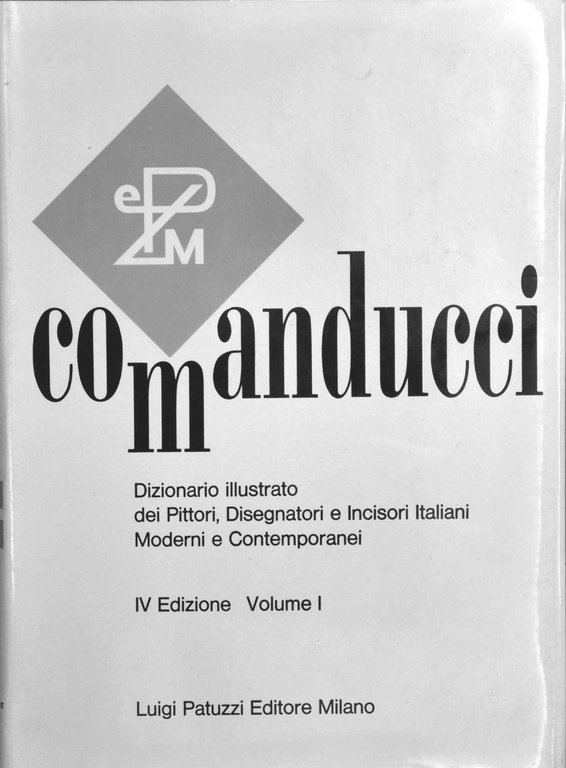 ePM
comanducci
Dizionario illustrato
dei Pittori, Disegnatori e Incisori Italiani
Moderni e Contemporanei
IV Edizione Volume I
Luigi Patuzzi Editore Milano
E